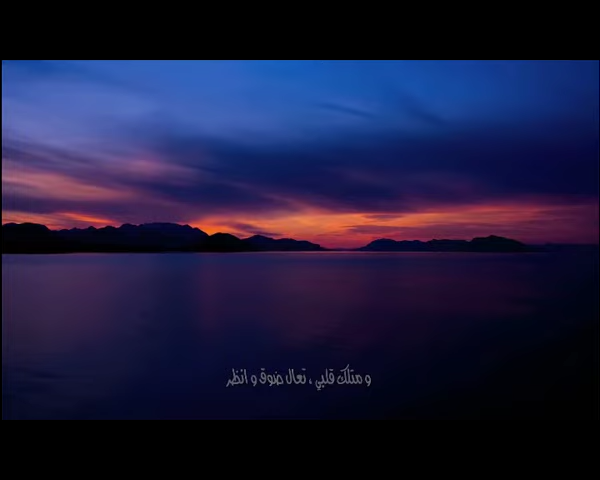 و متلك قلبي ، تعال ضوق و انظر